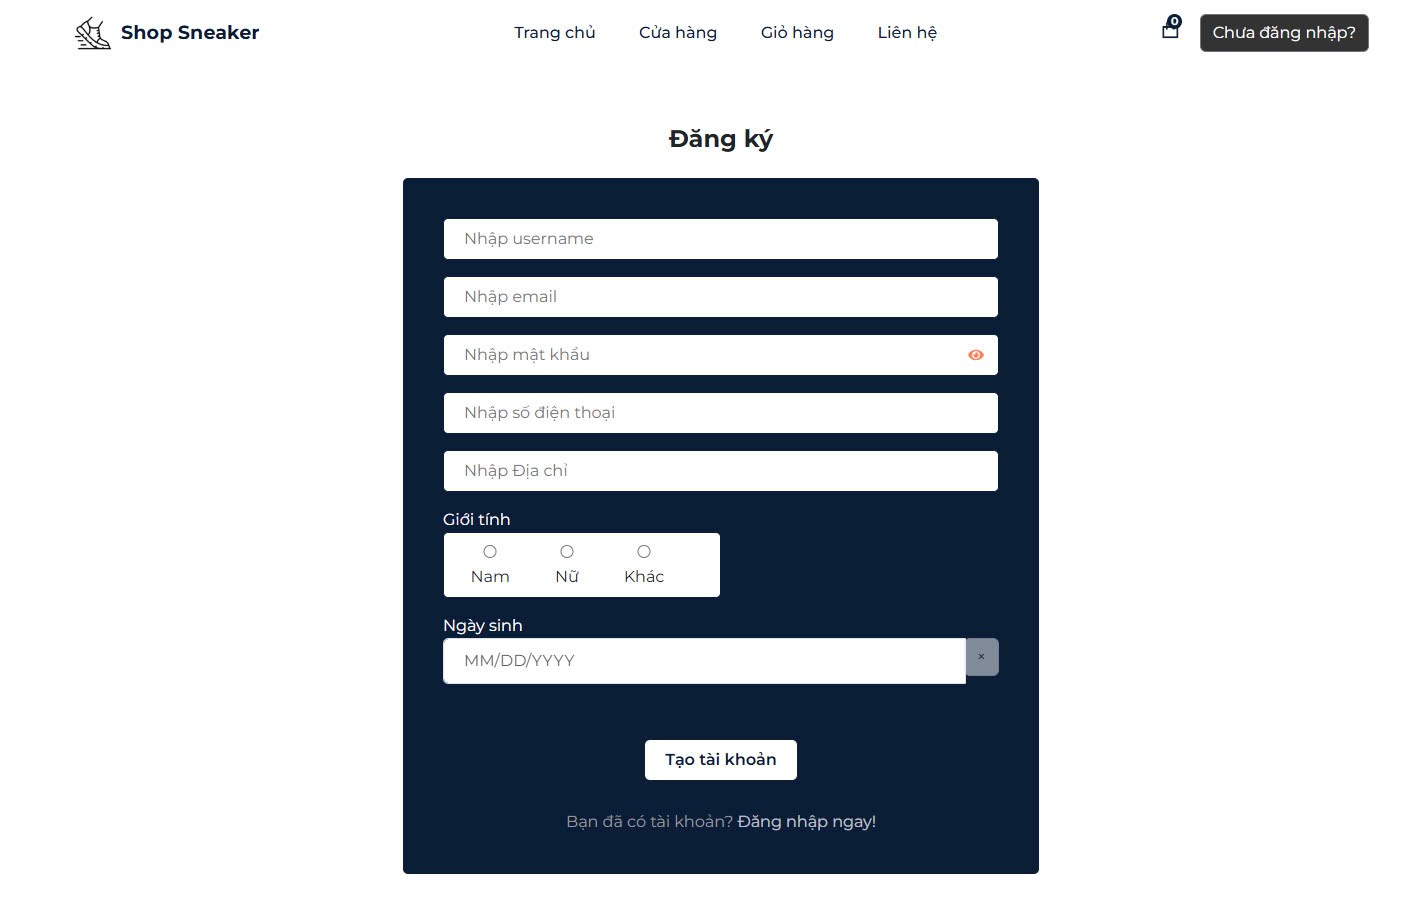 Shop Sneaker
Trang chủ
Cửa hàng
Giỏ hàng
Liên hệ
0
Chưa đăng nhập?
Đăng ký
Nhập username
Nhập email
Nhập mật khẩu
Nhập số điện thoại
Nhập Địa chỉ
Giới tính
Nam
Nữ
Khác
Ngày sinh
MM/DD/YYYY
×
Tạo tài khoản
Bạn đã có tài khoản? Đăng nhập ngay!